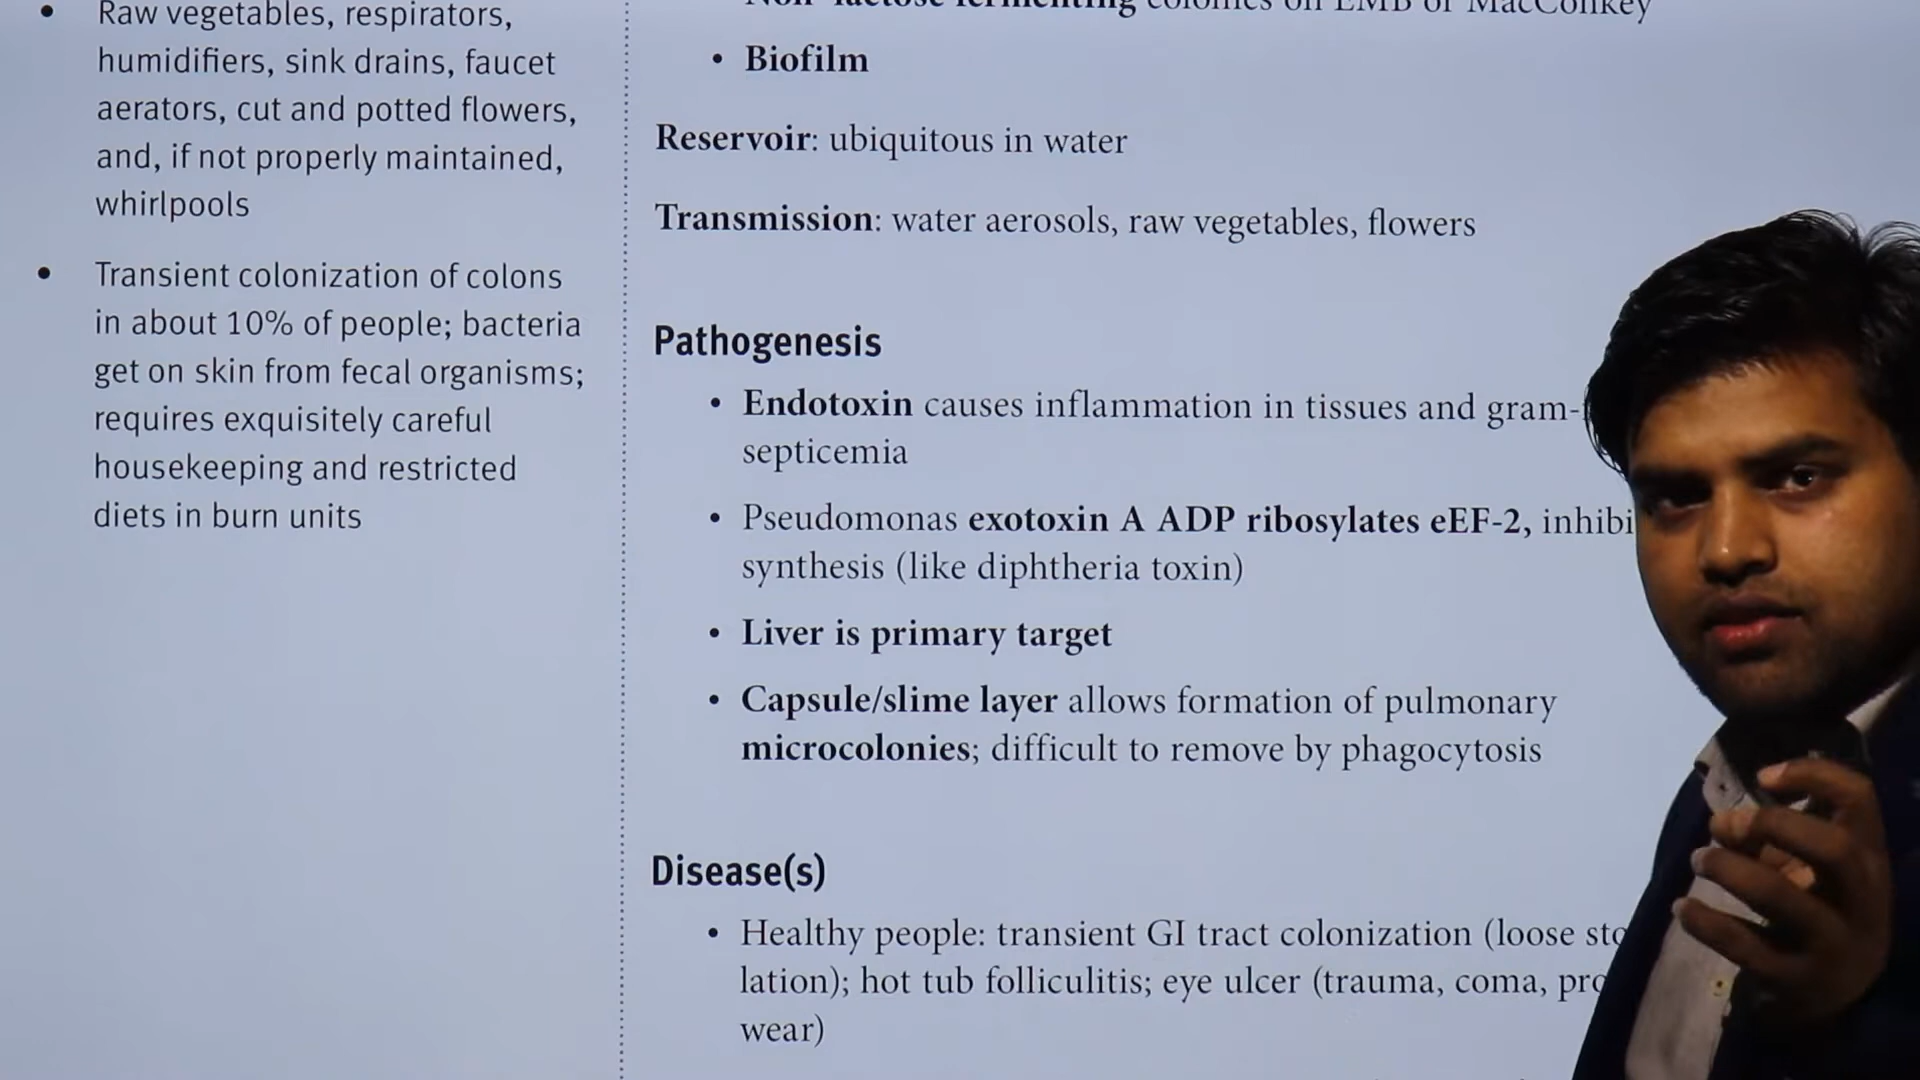 Raw vegetables, respirators,
humidifiers, sink drains, faucet
aerators, cut and potted flowers,
and, if not properly maintained,
whirlpools
• Transient colonization of colons
in about 10% of people; bacteria
get on skin from fecal organisms;
requires exquisitely careful
housekeeping and restricted
diets in burn units
Non-lactose fermenting colonies on EMB or MacConkey
• Biofilm
Reservoir: ubiquitous in water
Transmission: water aerosols, raw vegetables, flowers
Pathogenesis
• Endotoxin causes inflammation in tissues and gram-
septicemia
• Pseudomonas exotoxin A ADP ribosylates eEF-2, inhibi
synthesis (like diphtheria toxin)
• Liver is primary target
• Capsule/slime layer allows formation of pulmonary
microcolonies; difficult to remove by phagocytosis
Disease(s)
• Healthy people: transient GI tract colonization (loose sto
lation); hot tub folliculitis; eye ulcer (trauma, coma, pro
wear)